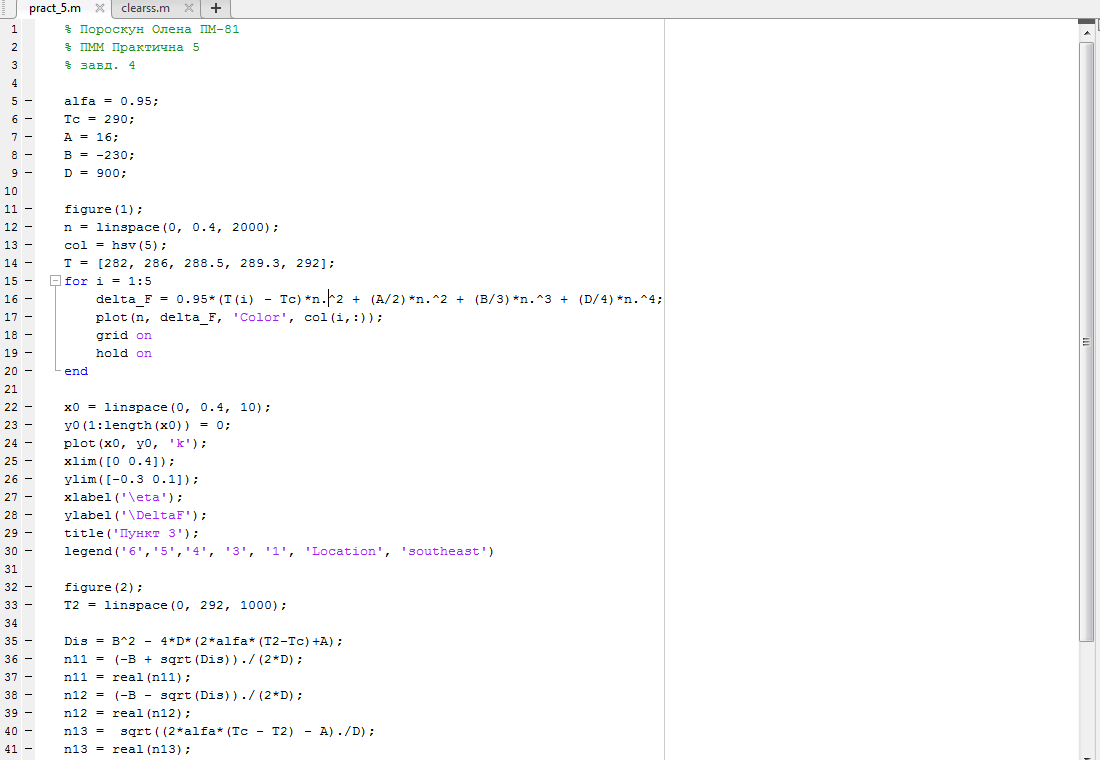 pract_5.m × clearss.m × +
1 % Пороскун Олена ПМ-81
2 % ПММ Практична 5
3 % завд. 4
4
5 – alfa = 0.95;
6 – Tc = 290;
7 – A = 16;
8 – B = -230;
9 – D = 900;
10
11 – figure(1);
12 – n = linspace(0, 0.4, 2000);
13 – col = hsv(5);
14 – T = [282, 286, 288.5, 289.3, 292];
15 – for i = 1:5
16 – delta_F = 0.95*(T(i) - Tc)*n.^2 + (A/2)*n.^2 + (B/3)*n.^3 + (D/4)*n.^4;
17 – plot(n, delta_F, 'Color', col(i,:));
18 – grid on
19 – hold on
20 – end
21
22 – x0 = linspace(0, 0.4, 10);
23 – y0(1:length(x0)) = 0;
24 – plot(x0, y0, 'k');
25 – xlim([0 0.4]);
26 – ylim([-0.3 0.1]);
27 – xlabel('\eta');
28 – ylabel('\DeltaF');
29 – title('Пункт 3');
30 – legend('6','5','4', '3', '1', 'Location', 'southeast')
31
32 – figure(2);
33 – T2 = linspace(0, 292, 1000);
34
35 – Dis = B^2 - 4*D*(2*alfa*(T2-Tc)+A);
36 – n11 = (-B + sqrt(Dis))./(2*D);
37 – n11 = real(n11);
38 – n12 = (-B - sqrt(Dis))./(2*D);
39 – n12 = real(n12);
40 – n13 =  sqrt((2*alfa*(Tc - T2) - A)./D);
41 – n13 = real(n13);